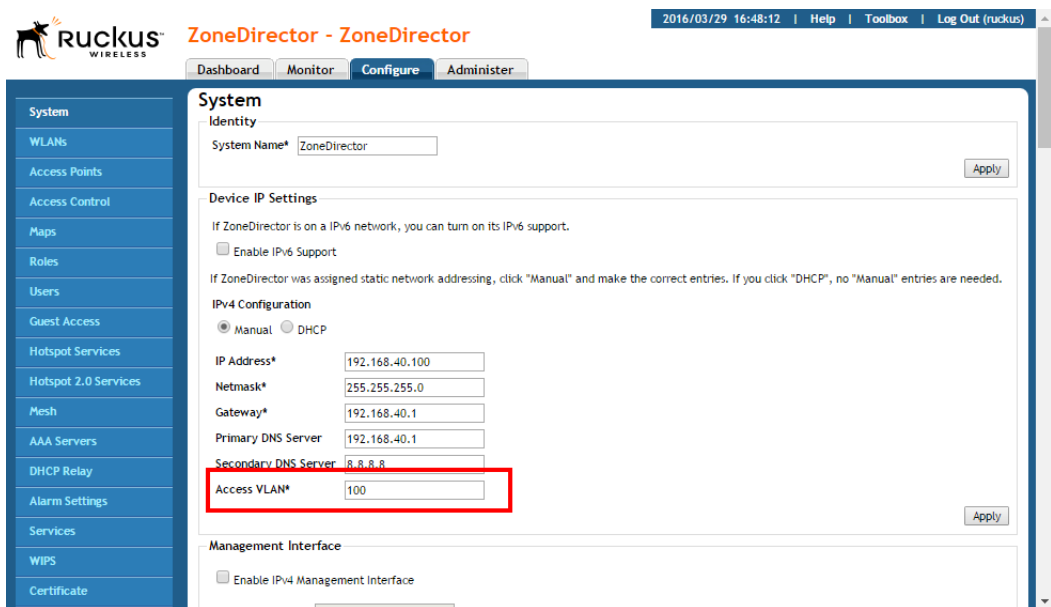 2016/03/29 16:48:12 | Help | Toolbox | Log Out (ruckus)
Ruckus WIRELESS
ZoneDirector - ZoneDirector
Dashboard Monitor Configure Administer
System
WLANs
Access Points
Access Control
Maps
Roles
Users
Guest Access
Hotspot Services
Hotspot 2.0 Services
Mesh
AAA Servers
DHCP Relay
Alarm Settings
Services
WIPS
Certificate
System
Identity
System Name* ZoneDirector
Apply
Device IP Settings
If ZoneDirector is on a IPv6 network, you can turn on its IPv6 support.
Enable IPv6 Support
If ZoneDirector was assigned static network addressing, click "Manual" and make the correct entries. If you click "DHCP", no "Manual" entries are needed.
IPv4 Configuration
Manual DHCP
IP Address* 192.168.40.100
Netmask* 255.255.255.0
Gateway* 192.168.40.1
Primary DNS Server 192.168.40.1
Secondary DNS Server 8.8.8.8
Access VLAN* 100
Apply
Management Interface
Enable IPv4 Management Interface